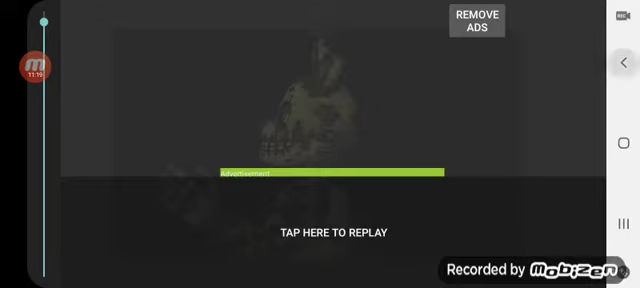 REMOVE
ADS
11:19
Advertisement
TAP HERE TO REPLAY
Recorded by mobizen